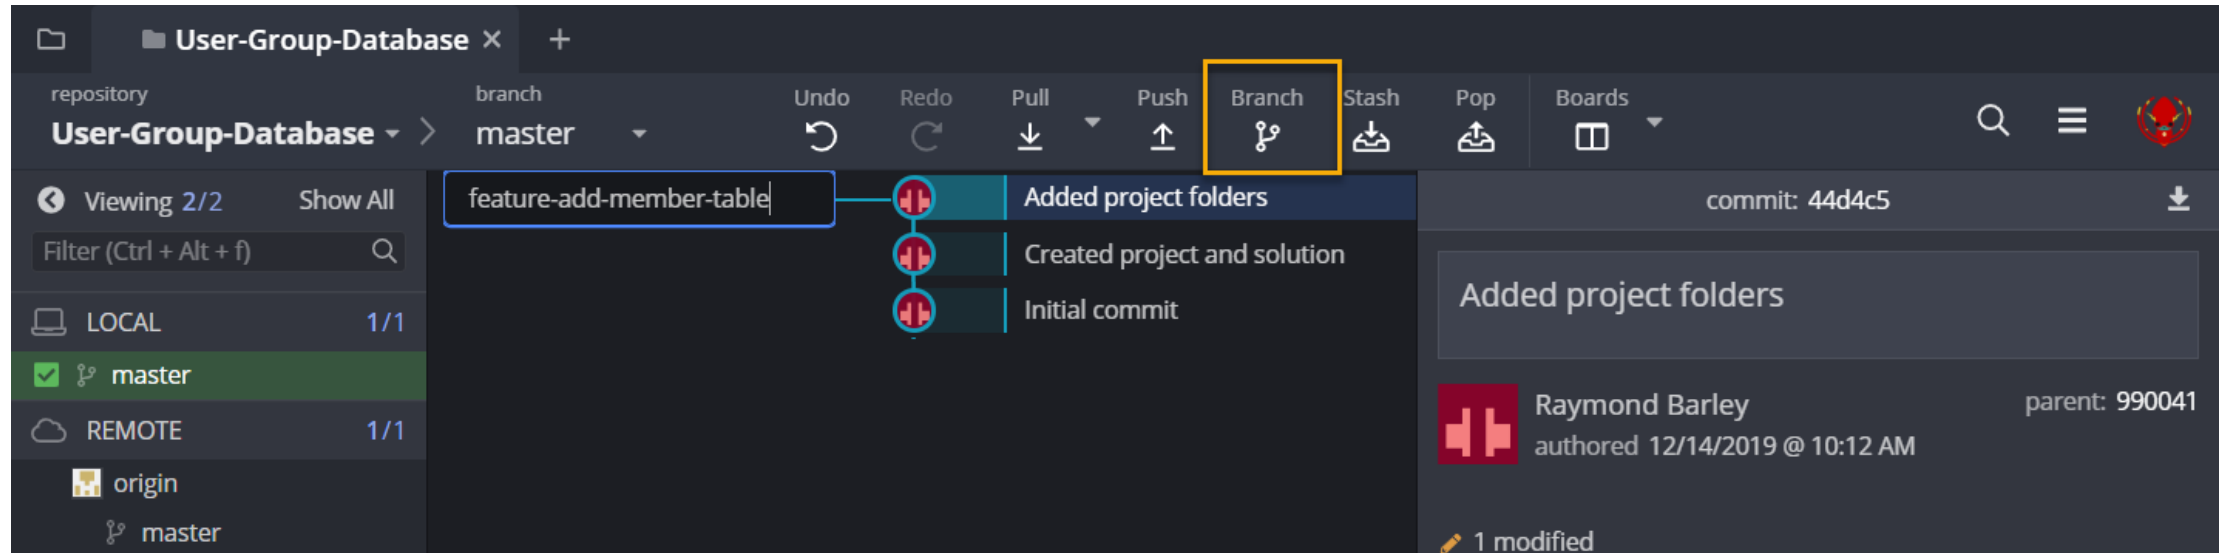 User-Group-Database
repository
User-Group-Database
branch
master
Undo
Redo
Pull
Push
Branch
Stash
Pop
Boards
Viewing 2/2
Show All
Filter (Ctrl + Alt + f)
LOCAL 1/1
master
REMOTE 1/1
origin
master
feature-add-member-table
Added project folders
Created project and solution
Initial commit
commit: 44d4c5
Added project folders
Raymond Barley
authored 12/14/2019 @ 10:12 AM
parent: 990041
1 modified